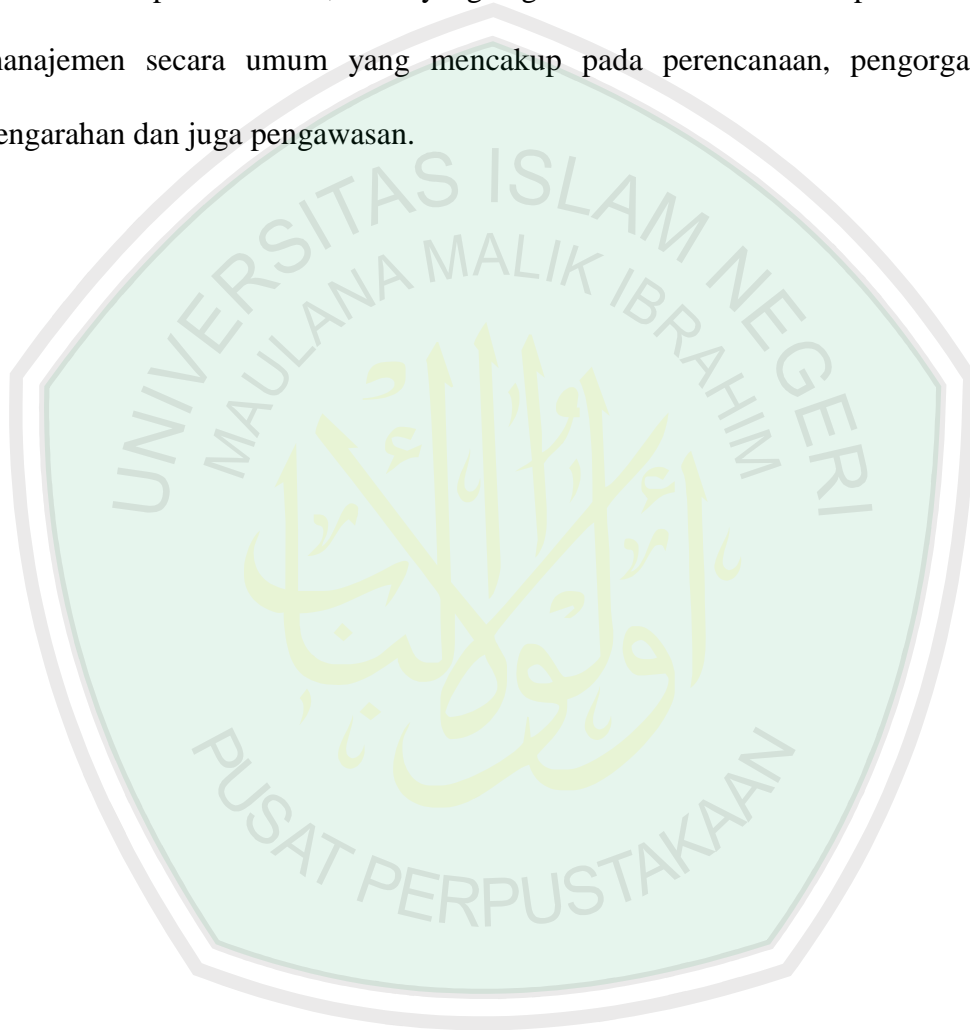 manajemen secara umum yang mencakup pada perencanaan, pengorga
engarahan dan juga pengawasan.
UNIVERSITAS ISLAM NEGERI
MAULANA MALIK IBRAHIM
PUSAT PERPUSTAKAAN